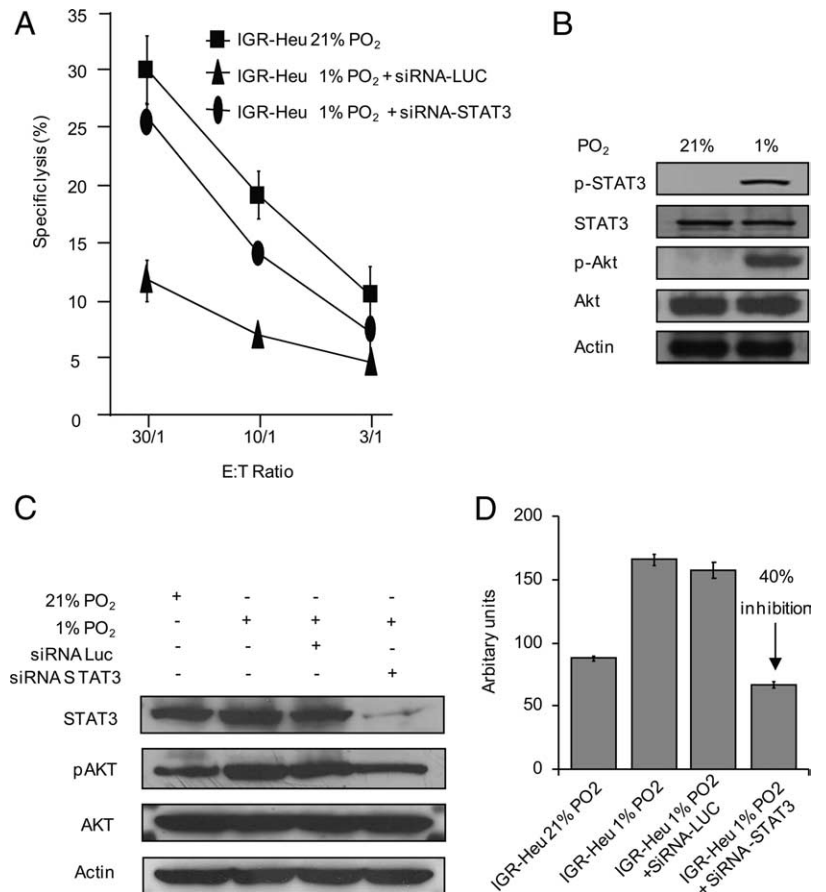 A
IGR-Heu 21% PO2
IGR-Heu 1% PO2 + siRNA-LUC
IGR-Heu 1% PO2 + siRNA-STAT3
35
30
25
20
15
10
5
0
Specific lysis (%)
30/1 10/1 3/1
E:T Ratio
B
PO2 21% 1%
p-STAT3
STAT3
p-Akt
Akt
Actin
C
21% PO2 + - - -
1% PO2 - + + +
siRNA Luc - - + -
siRNA STAT3 - - - +
STAT3
pAKT
AKT
Actin
D
200
150
100
50
0
Arbitary units
40%
inhibition
IGR-Heu 21% PO2
IGR-Heu 1% PO2
IGR-Heu 1% PO2
+SiRNA-LUC
IGR-Heu 1% PO2
+SiRNA-STAT3